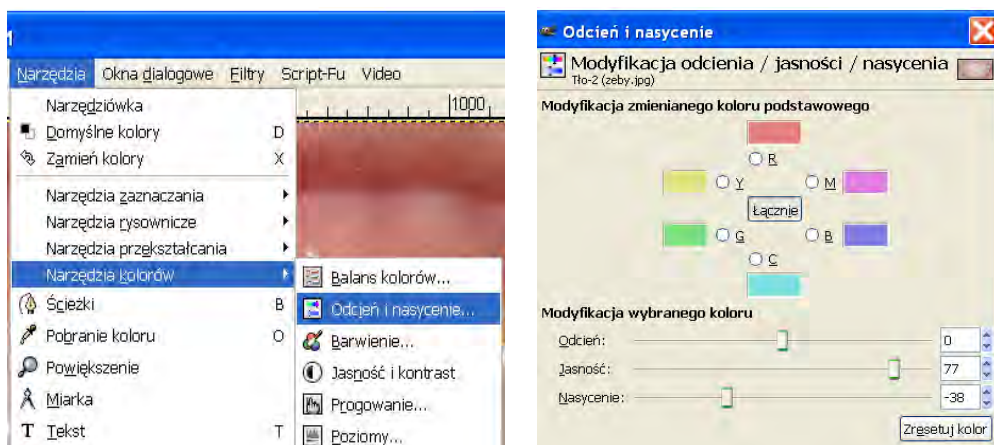 1
Narzędzia Okna dialogowe Filtry Script-Fu Video
Narzędziówka
Domyślne kolory D
Zamień kolory X
Narzędzia zaznaczania
Narzędzia rysownicze
Narzędzia przekształcania
Narzędzia kolorów
Ścieżki B
Pobranie koloru O
Powiększenie
Miarka
T Tekst T
1000
Balans kolorów...
Odcień i nasycenie...
Barwienie...
Jasność i kontrast
Progowanie...
Poziomy...
Odcień i nasycenie
Modyfikacja odcienia / jasności / nasycenia
Tło-2 (zeby.jpg)
Modyfikacja zmienianego koloru podstawowego
R
Y M
Łącznie
G B
C
Modyfikacja wybranego koloru
Odcień: 0
Jasność: 77
Nasycenie: -38
Zresetuj kolor